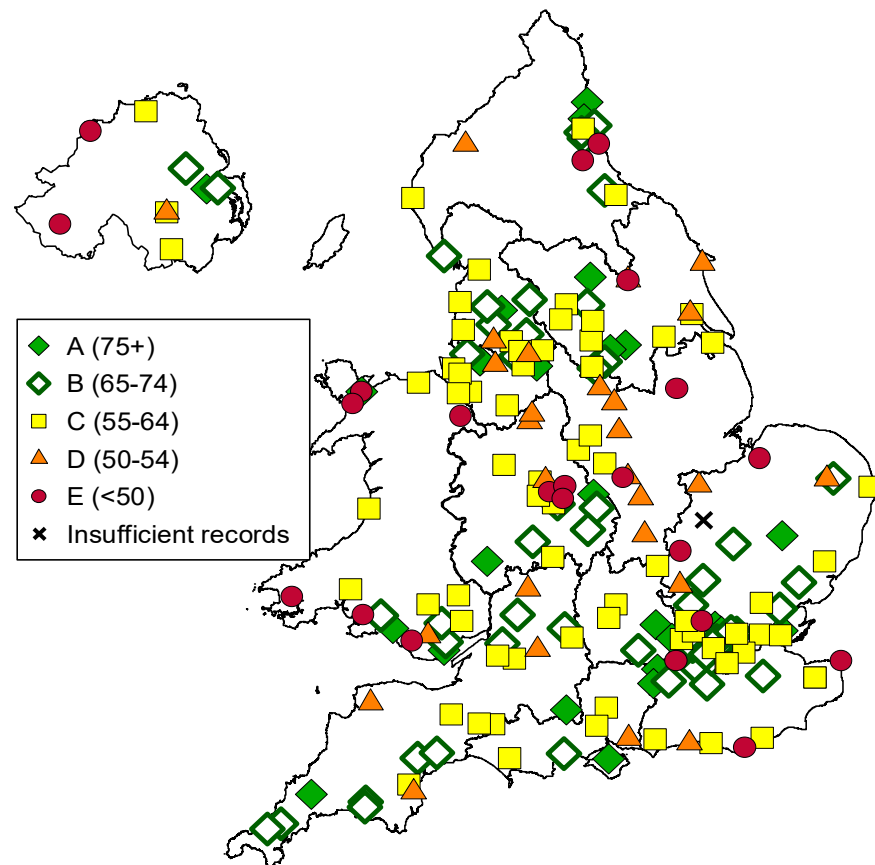 A (75+)
B (65-74)
C (55-64)
D (50-54)
E (<50)
Insufficient records